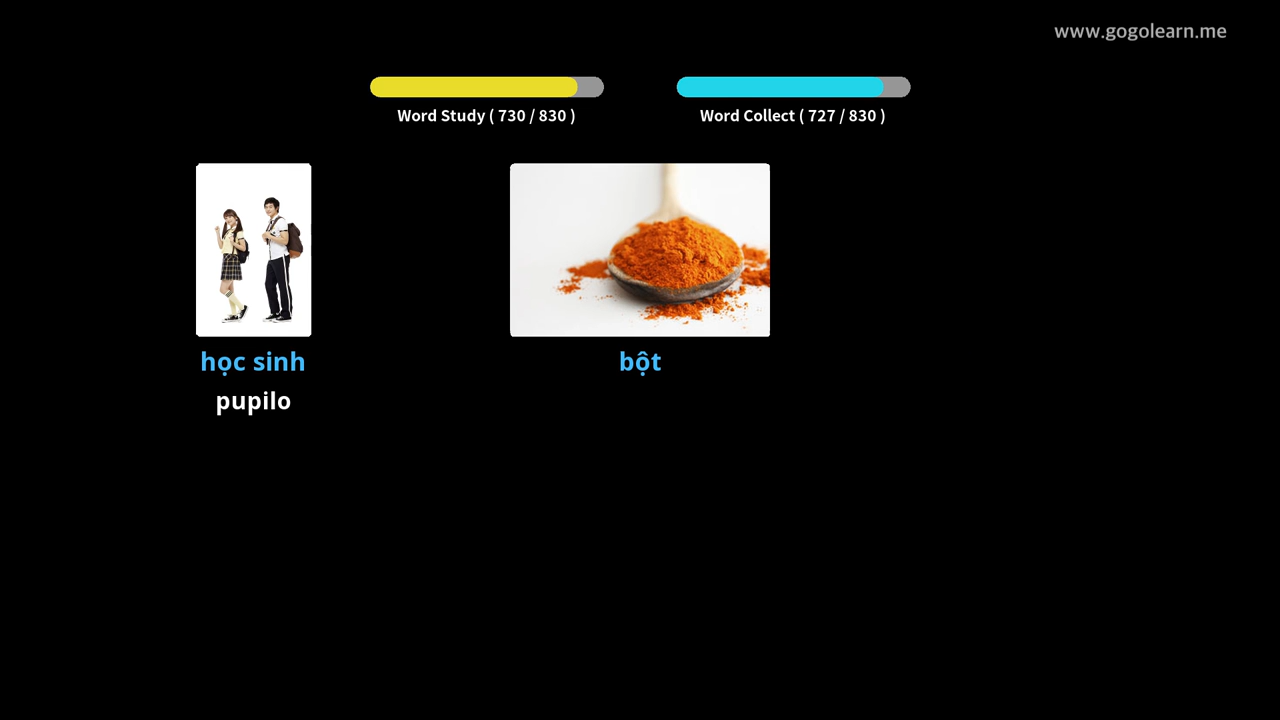 www.gogolearn.me
Word Study ( 730 / 830 )
Word Collect ( 727 / 830 )
học sinh
pupilo
bột